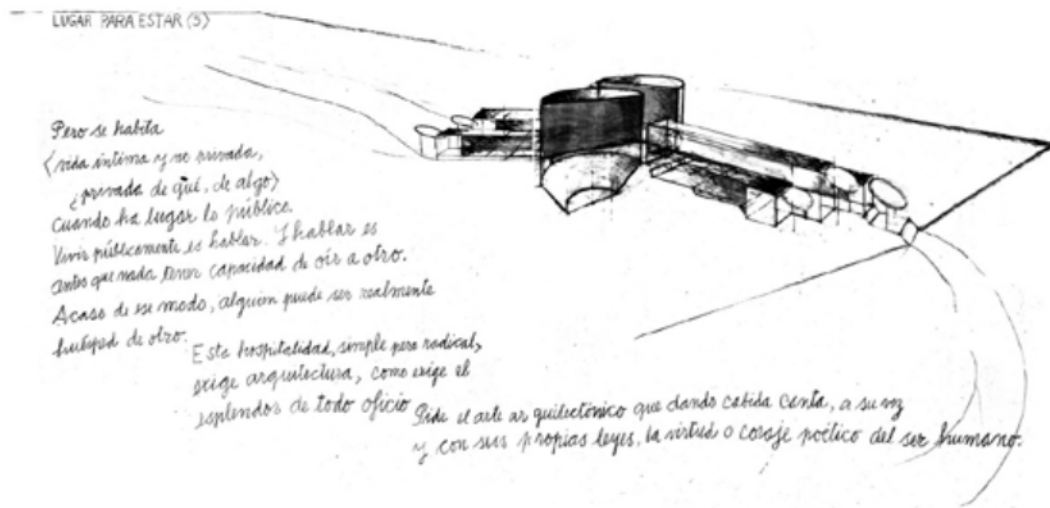 LUGAR PARA ESTAR (3)
Pero se habita
(vida íntima y no privada,
¿privada de qué, de algo)
cuando ha lugar lo público.
Vivir públicamente es hablar. Y hablar es
antes que nada tener capacidad de oír a otro.
Acaso de ese modo, alguien puede ser realmente
huésped de otro.
Esta hospitalidad, simple pero radical,
exige arquitectura, como exige el
esplendor de todo oficio
Pide el arte arquitectónico que dando cabida canta, a su vez
y con sus propias leyes, la virtud o coraje poético del ser humano.